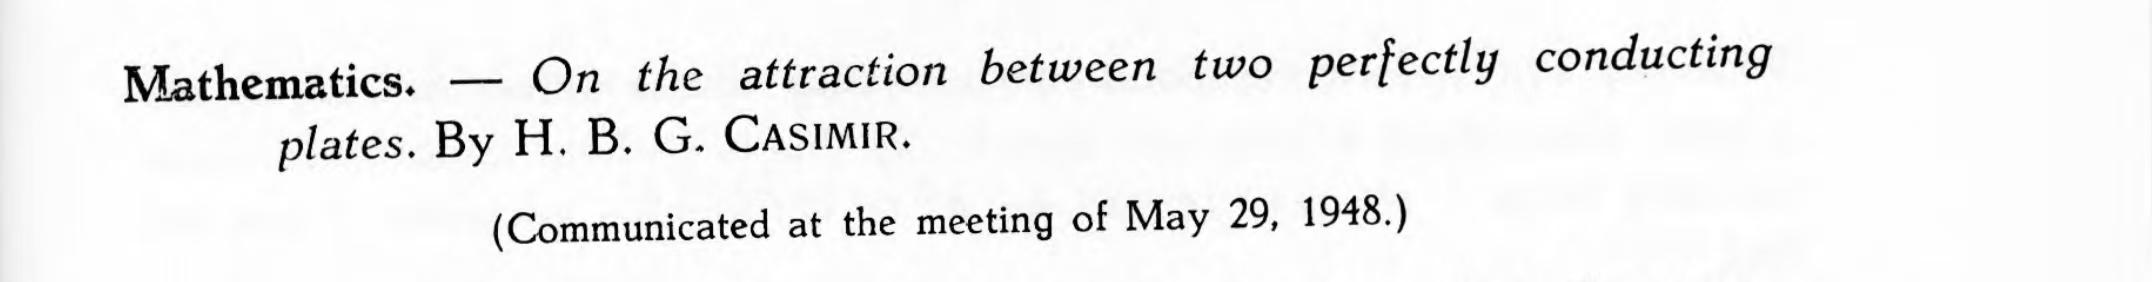 Mathematics. — On the attraction between two perfectly conducting
plates. By H. B. G. CASIMIR.
(Communicated at the meeting of May 29, 1948.)